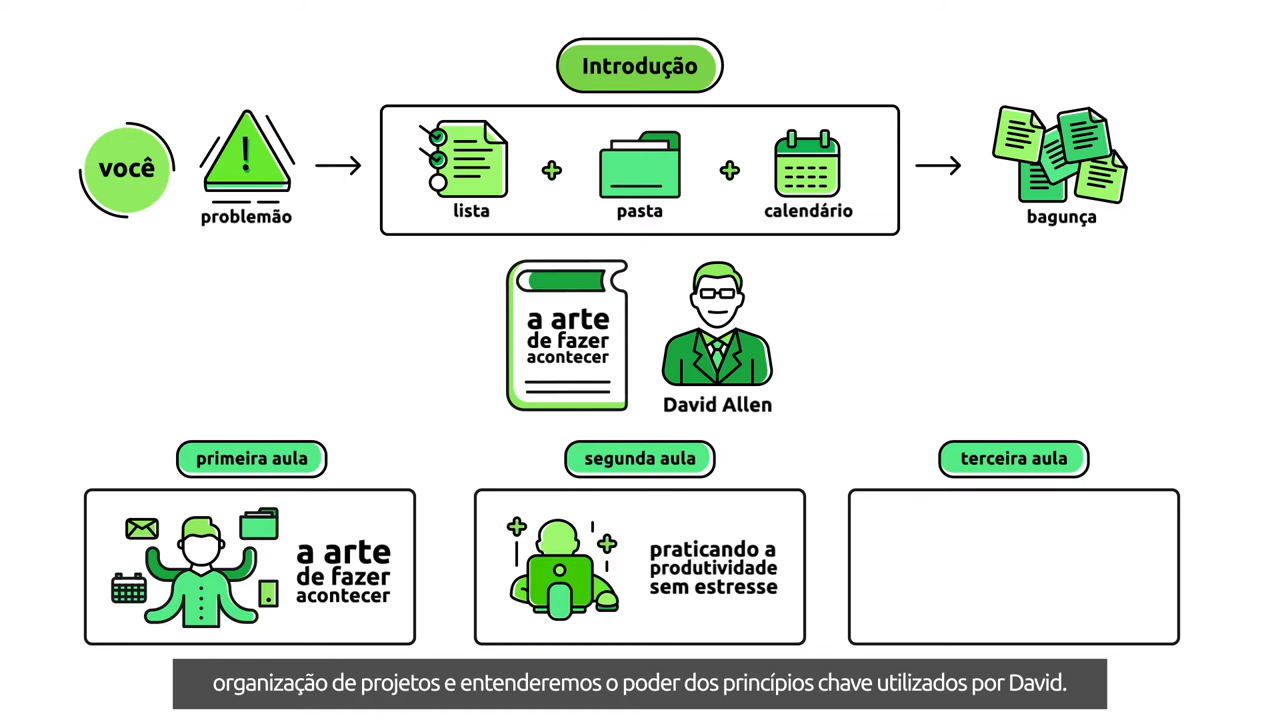 Introdução
você
problemão
lista
pasta
calendário
bagunça
a arte
de fazer
acontecer
David Allen
primeira aula
segunda aula
terceira aula
a arte
de fazer
acontecer
praticando a
produtividade
sem estresse
organização de projetos e entenderemos o poder dos princípios chave utilizados por David.